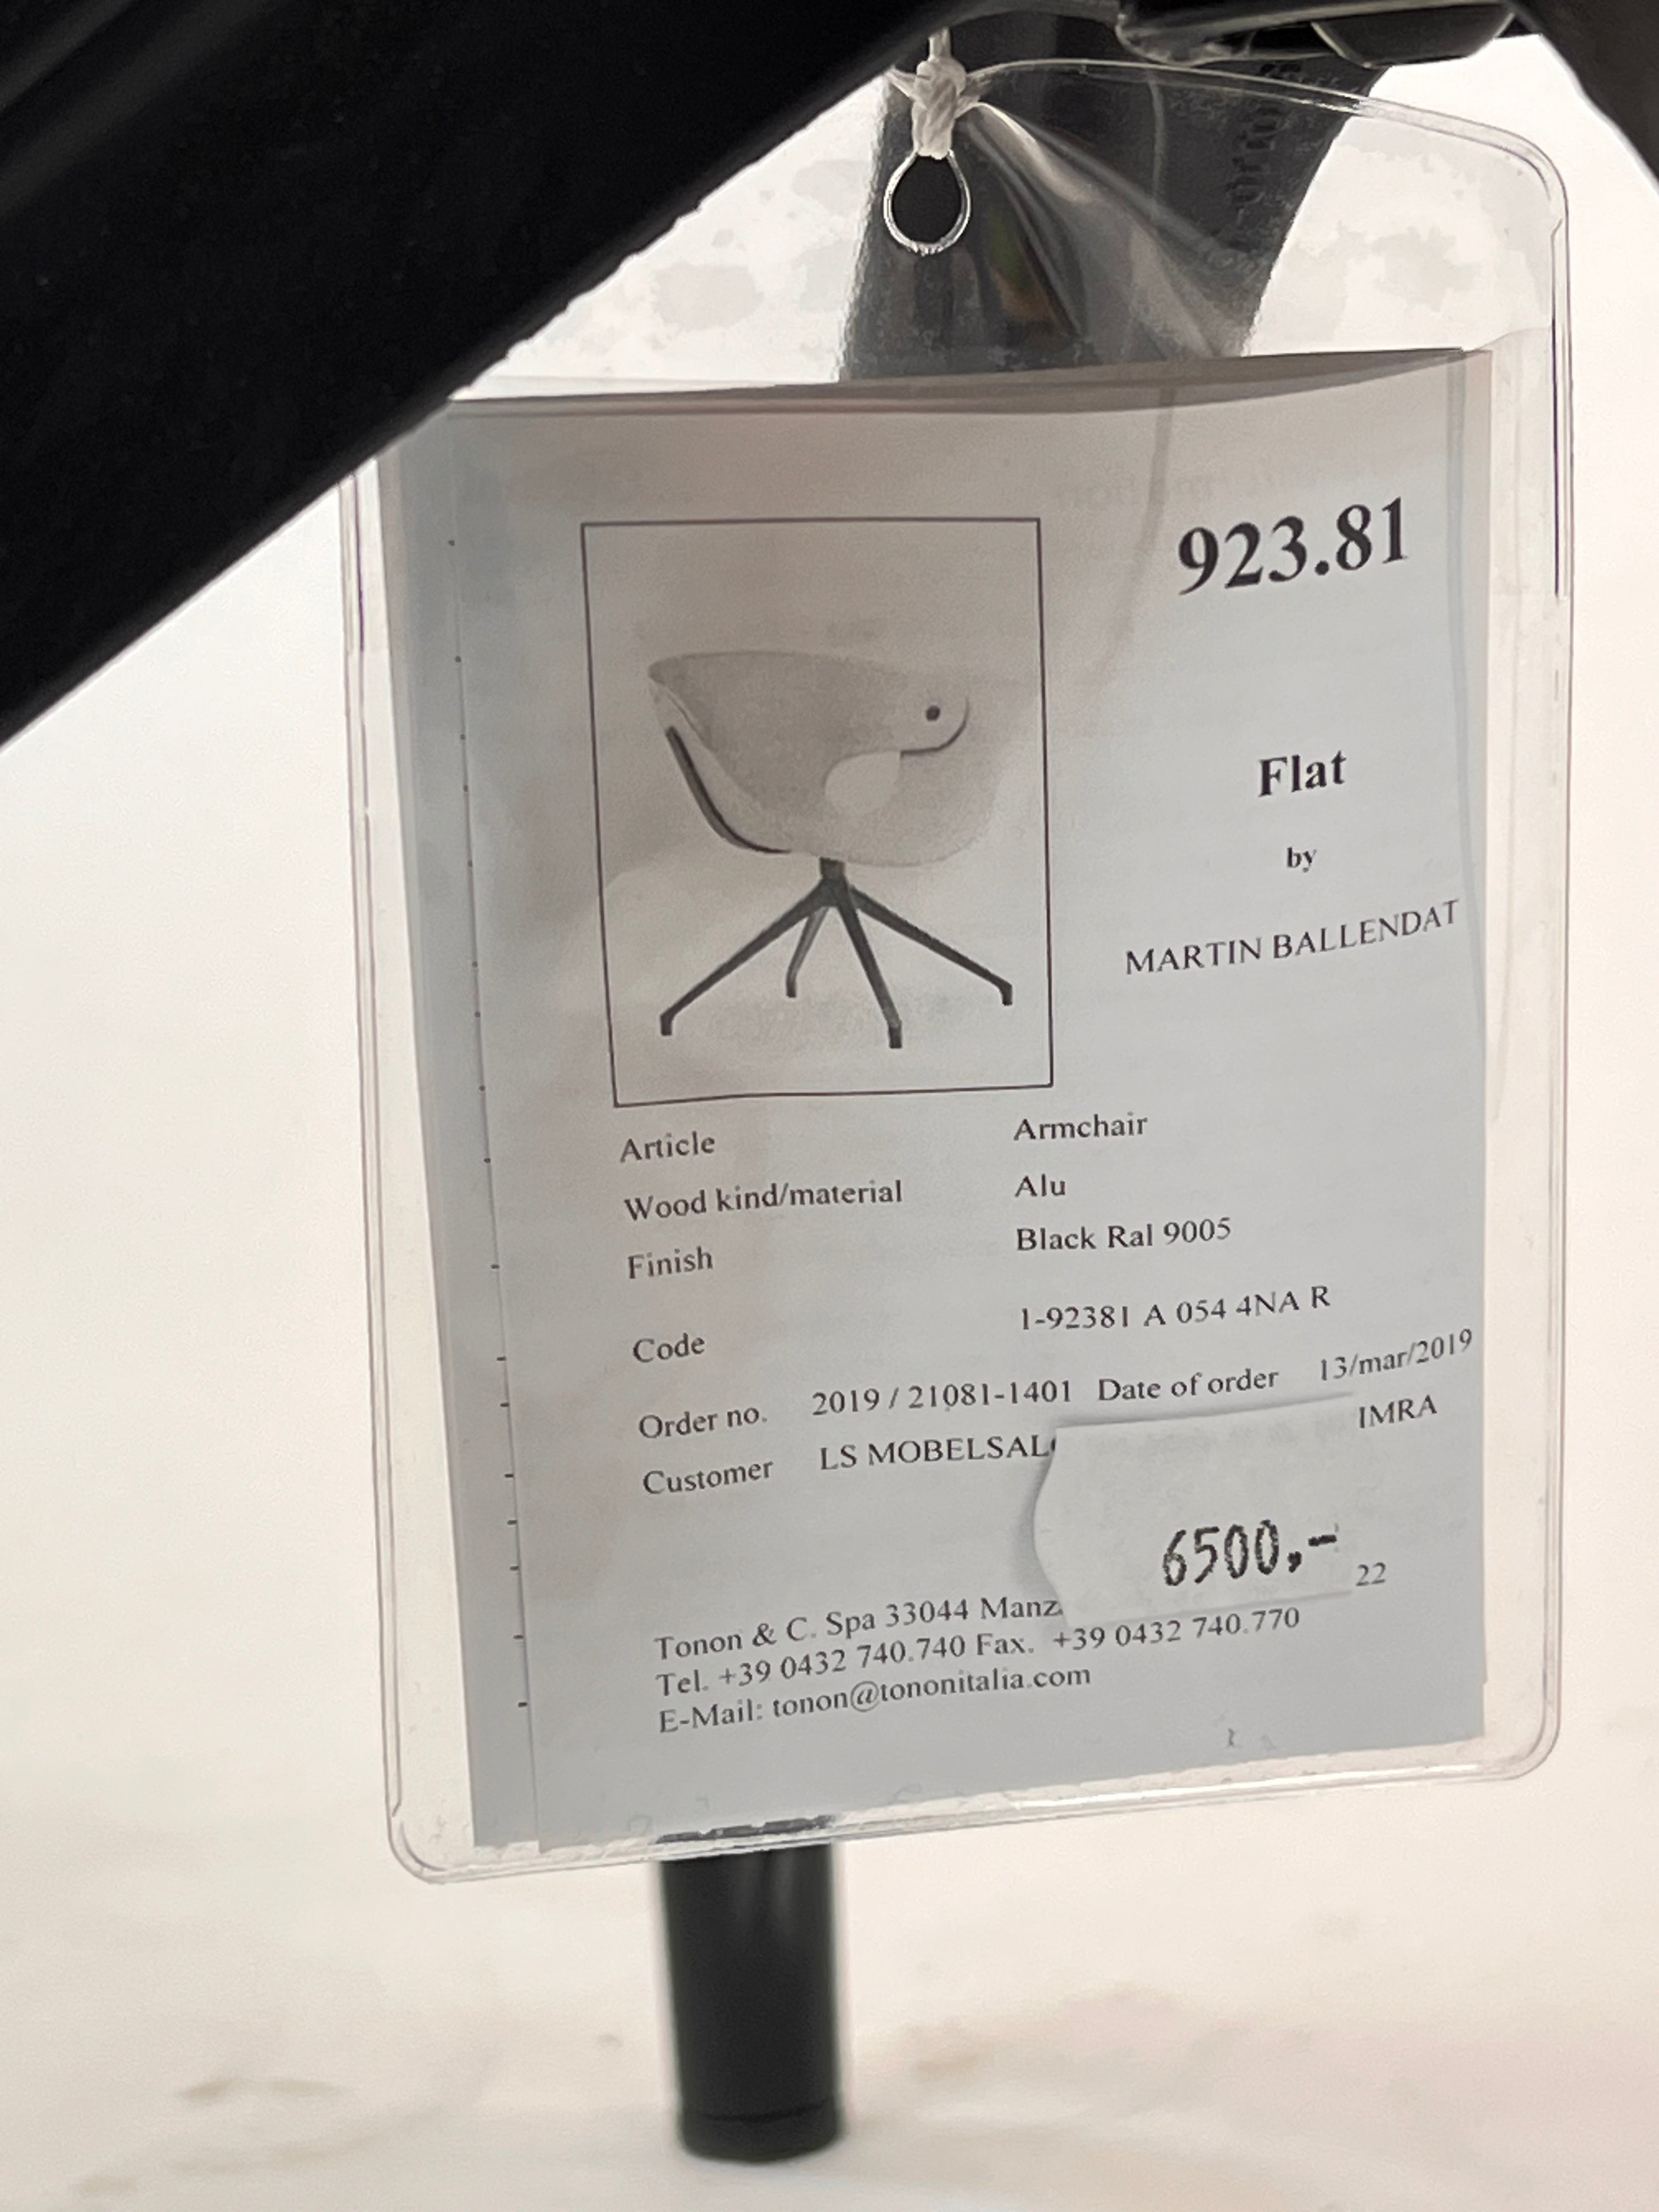 923.81
Flat
by
MARTIN BALLENDAT
Article Armchair
Wood kind/material Alu
Finish Black Ral 9005
Code 1-92381 A 054 4NA R
Order no. 2019 / 21081-1401 Date of order 13/mar/2019
Customer LS MOBELSAL IMRA
6500,-
Tonon & C. Spa 33044 Manz 22
Tel. +39 0432 740.740 Fax. +39 0432 740.770
E-Mail: tonon@tononitalia.com